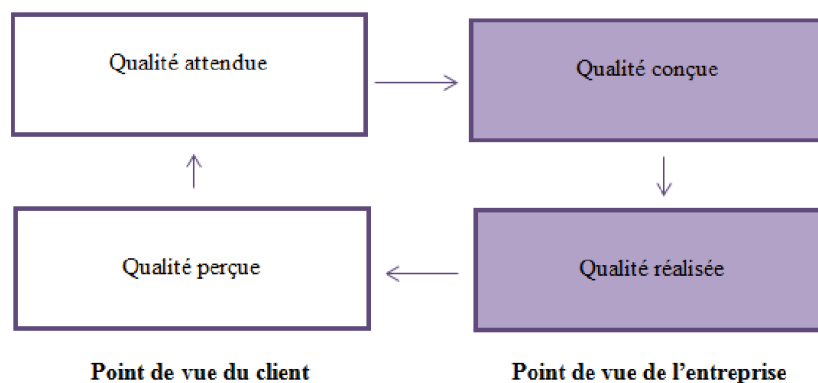 Qualité attendue
Qualité conçue
Qualité perçue
Qualité réalisée
Point de vue du client
Point de vue de l’entreprise